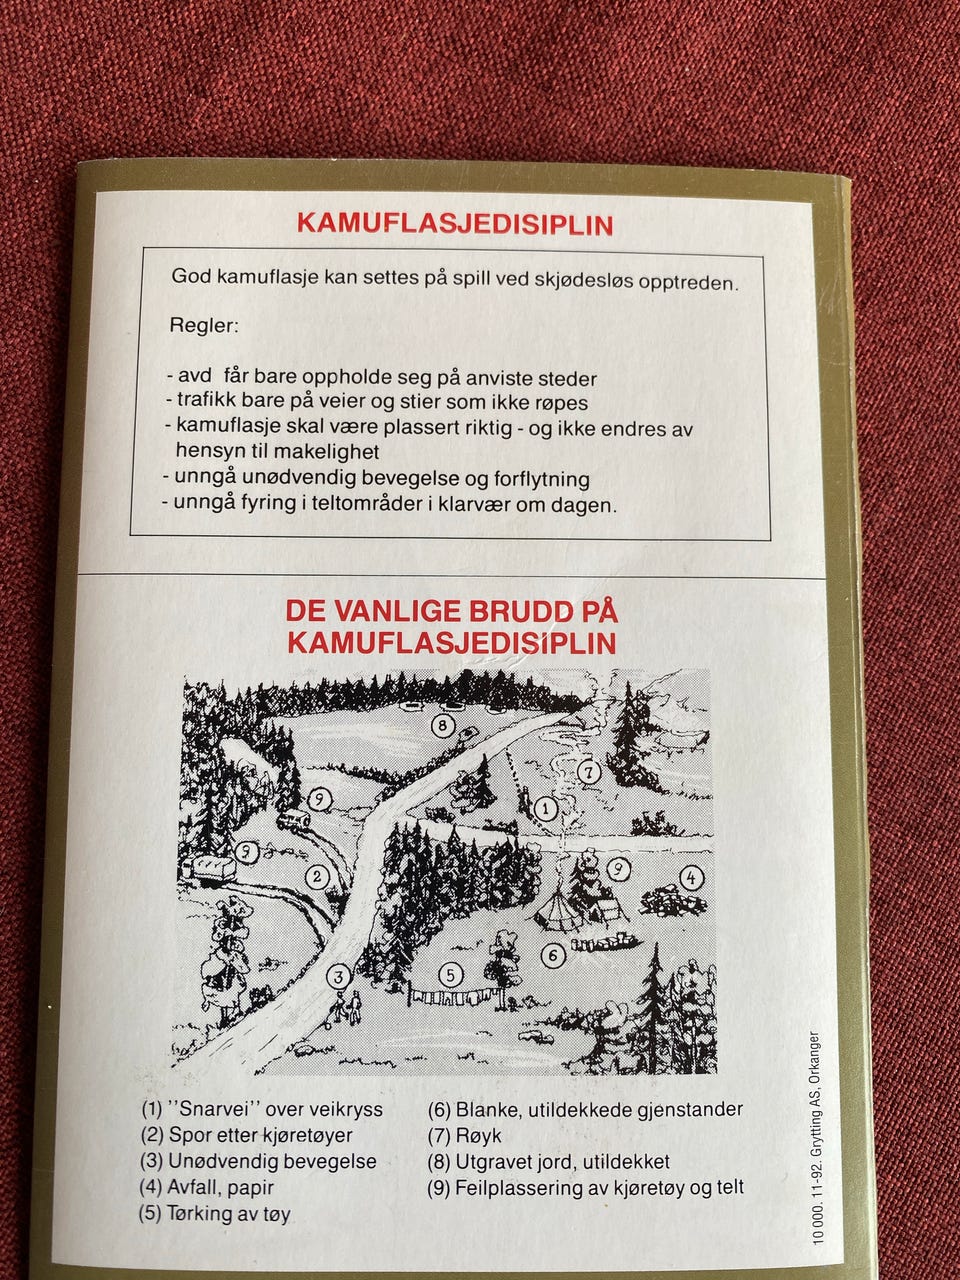 KAMUFLASJEDISIPLIN
God kamuflasje kan settes på spill ved skjødesløs opptreden.
Regler:
- avd får bare oppholde seg på anviste steder
- trafikk bare på veier og stier som ikke røpes
- kamuflasje skal være plassert riktig - og ikke endres av
hensyn til makelighet
- unngå unødvendig bevegelse og forflytning
- unngå fyring i teltområder i klarvær om dagen.
DE VANLIGE BRUDD PÅ
KAMUFLASJEDISIPLIN
8
7
9
1
9
2
9
4
6
3
5
(1) ''Snarvei'' over veikryss
(2) Spor etter kjøretøyer
(3) Unødvendig bevegelse
(4) Avfall, papir
(5) Tørking av tøy
(6) Blanke, utildekkede gjenstander
(7) Røyk
(8) Utgravet jord, utildekket
(9) Feilplassering av kjøretøy og telt
10 000. 11-92. Grytting AS, Orkanger